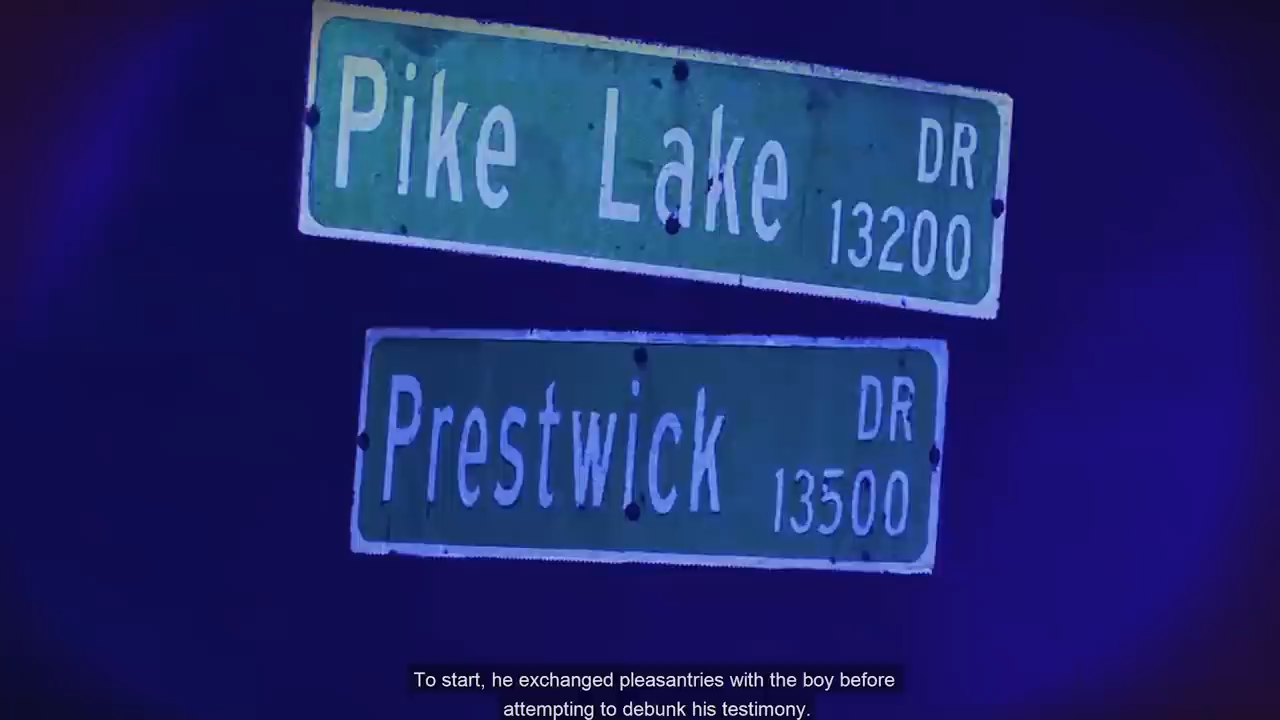 Pike Lake DR
13200
Prestwick DR
13500
To start, he exchanged pleasantries with the boy before
attempting to debunk his testimony.